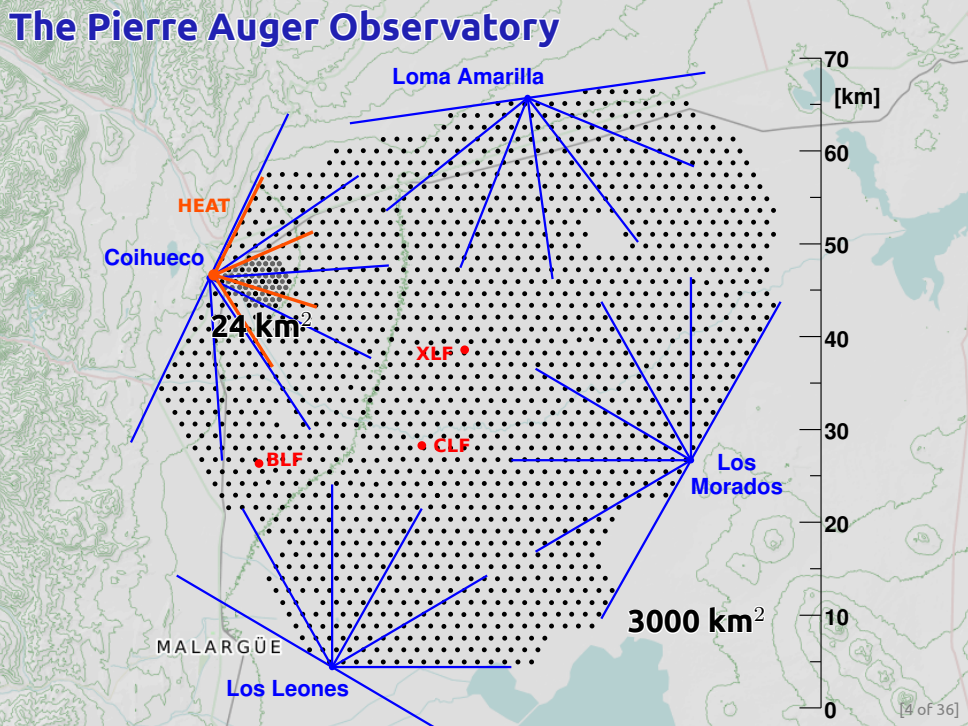 The Pierre Auger Observatory
Loma Amarilla
70
[km]
60
HEAT
50
Coihueco
24 km²
40
XLF
30
CLF
BLF
Los
Morados
20
10
3000 km²
MALARGÜE
Los Leones
0
[4 of 36]